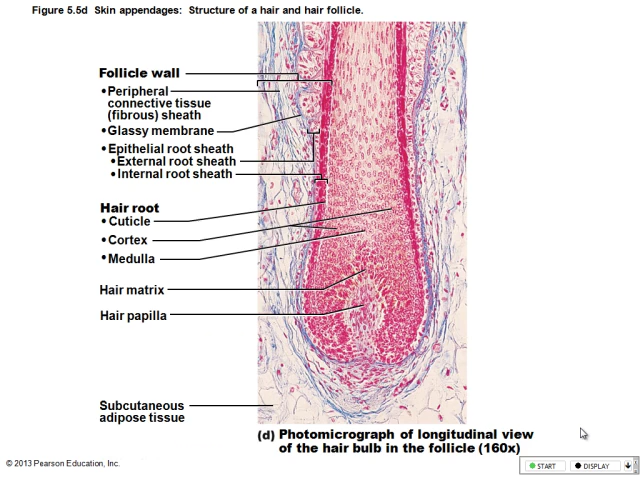 Figure 5.5d Skin appendages: Structure of a hair and hair follicle.
Follicle wall
•Peripheral
connective tissue
(fibrous) sheath
•Glassy membrane
•Epithelial root sheath
•External root sheath
•Internal root sheath
Hair root
•Cuticle
•Cortex
•Medulla
Hair matrix
Hair papilla
Subcutaneous
adipose tissue
(d) Photomicrograph of longitudinal view
of the hair bulb in the follicle (160x)
© 2013 Pearson Education, Inc.
START DISPLAY